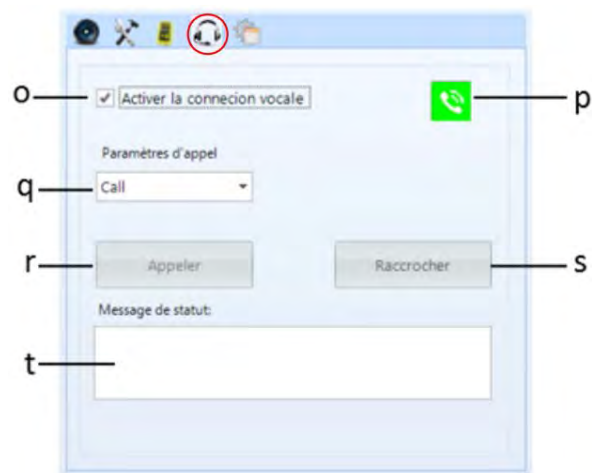 o
Activer la connecion vocale
p
Paramètres d'appel
q
Call
r
Appeler
Raccrocher
s
Message de statut:
t